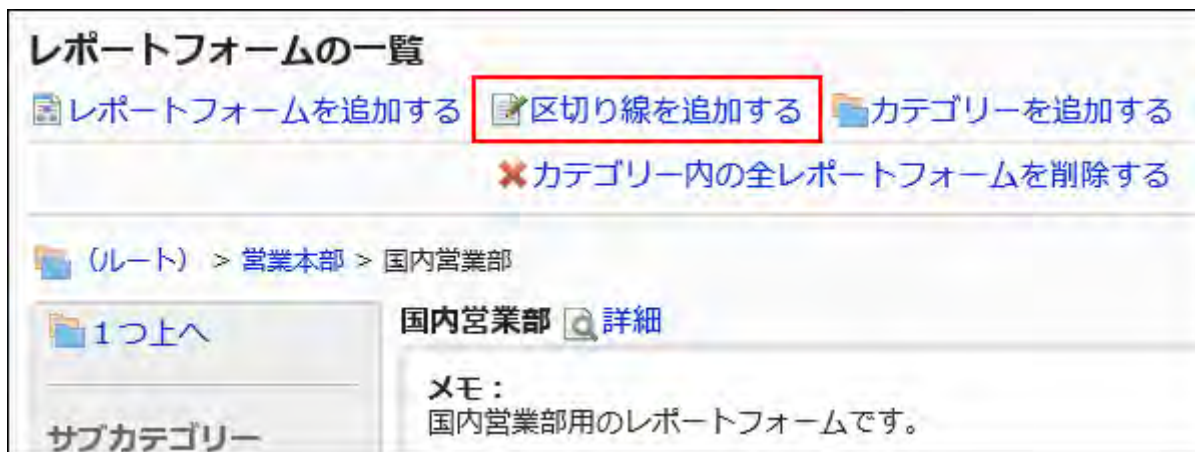 レポートフォームの一覧
レポートフォームを追加する 区切り線を追加する カテゴリーを追加する
カテゴリー内の全レポートフォームを削除する
（ルート） > 営業本部 > 国内営業部
1つ上へ
国内営業部 詳細
メモ：
国内営業部用のレポートフォームです。
サブカテゴリー